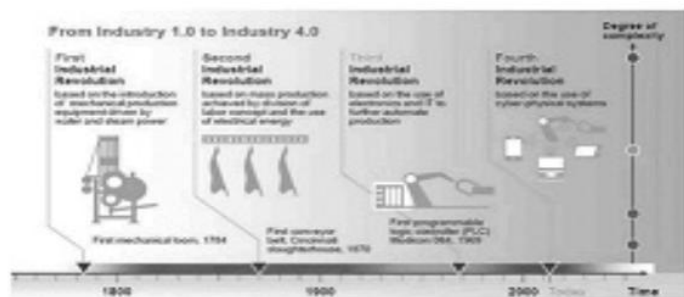 From Industry 1.0 to Industry 4.0
Degree of
complexity
First
Industrial
Revolution
based on the introduction
of mechanical production
equipment driven by
water and steam power
Second
Industrial
Revolution
based on mass production
achieved by division of
labor concept and the use
of electrical energy
Third
Industrial
Revolution
based on the use of
electronics and IT to
further automate
production
Fourth
Industrial
Revolution
based on the use of
cyber-physical systems
First mechanical loom, 1784
First conveyor
belt, Cincinnati
slaughterhouse, 1870
First programmable
logic controller (PLC)
Modicon 084, 1969
1800
1900
2000
Today
Time